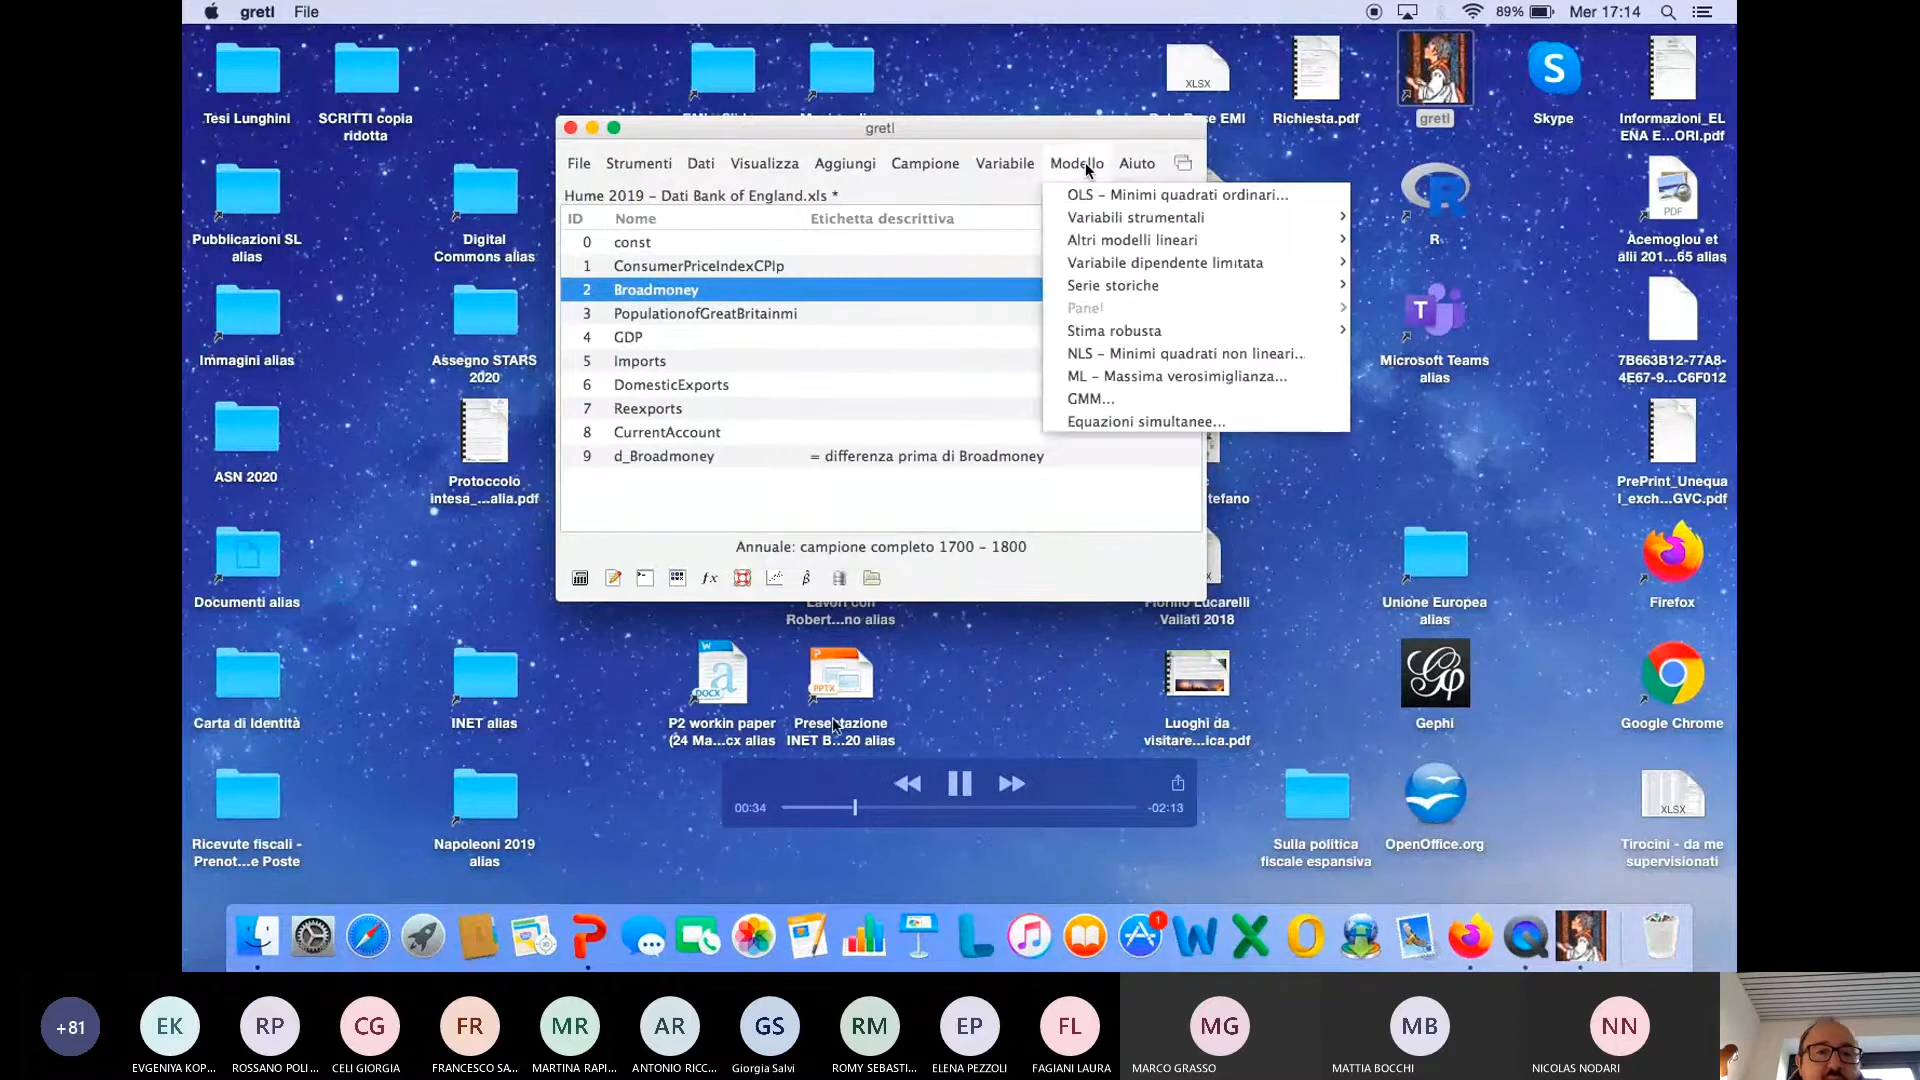 gretl File
89% Mer 17:14
Tesi Lunghini
SCRITTI copia
ridotta
XLSX
Richiesta.pdf
gretl
Skype
Informazioni_EL
ENA E...ORI.pdf
gretl
File Strumenti Dati Visualizza Aggiungi Campione Variabile Modello Aiuto
Hume 2019 - Dati Bank of England.xls *
ID Nome Etichetta descrittiva
0 const
1 ConsumerPriceIndexCPIp
2 Broadmoney
3 PopulationofGreatBritainmi
4 GDP
5 Imports
6 DomesticExports
7 Reexports
8 CurrentAccount
9 d_Broadmoney = differenza prima di Broadmoney
Annuale: campione completo 1700 - 1800
OLS - Minimi quadrati ordinari...
Variabili strumentali
Altri modelli lineari
Variabile dipendente limitata
Serie storiche
Panel
Stima robusta
NLS - Minimi quadrati non lineari...
ML - Massima verosimiglianza...
GMM...
Equazioni simultanee...
Pubblicazioni SL
alias
Digital
Commons alias
R
PDF
Acemoglou et
alii 201...65 alias
Immagini alias
Assegno STARS
2020
Microsoft Teams
alias
7B663B12-77A8-
4E67-9...C6F012
ASN 2020
Protoccolo
intesa_...alia.pdf
tefano
PrePrint_Unequa
l_exch...GVC.pdf
Documenti alias
Robert...no alias
Fiorino Lucarelli
Vailati 2018
Unione Europea
alias
Firefox
Carta di Identità
INET alias
DOCX
P2 workin paper
(24 Ma...cx alias
PPTX
Presentazione
INET B...20 alias
Luoghi da
visitare...ica.pdf
Gephi
Google Chrome
00:34 -02:13
Ricevute fiscali -
Prenot...e Poste
Napoleoni 2019
alias
Sulla politica
fiscale espansiva
OpenOffice.org
XLSX
Tirocini - da me
supervisionati
1
+81 EK RP CG FR MR AR GS RM EP FL MG MB NN
EVGENIYA KOP... ROSSANO POLI... CELI GIORGIA FRANCESCO SA... MARTINA RAPI... ANTONIO RICC... Giorgia Salvi ROMY SEBASTI... ELENA PEZZOLI FAGIANI LAURA MARCO GRASSO MATTIA BOCCHI NICOLAS NODARI